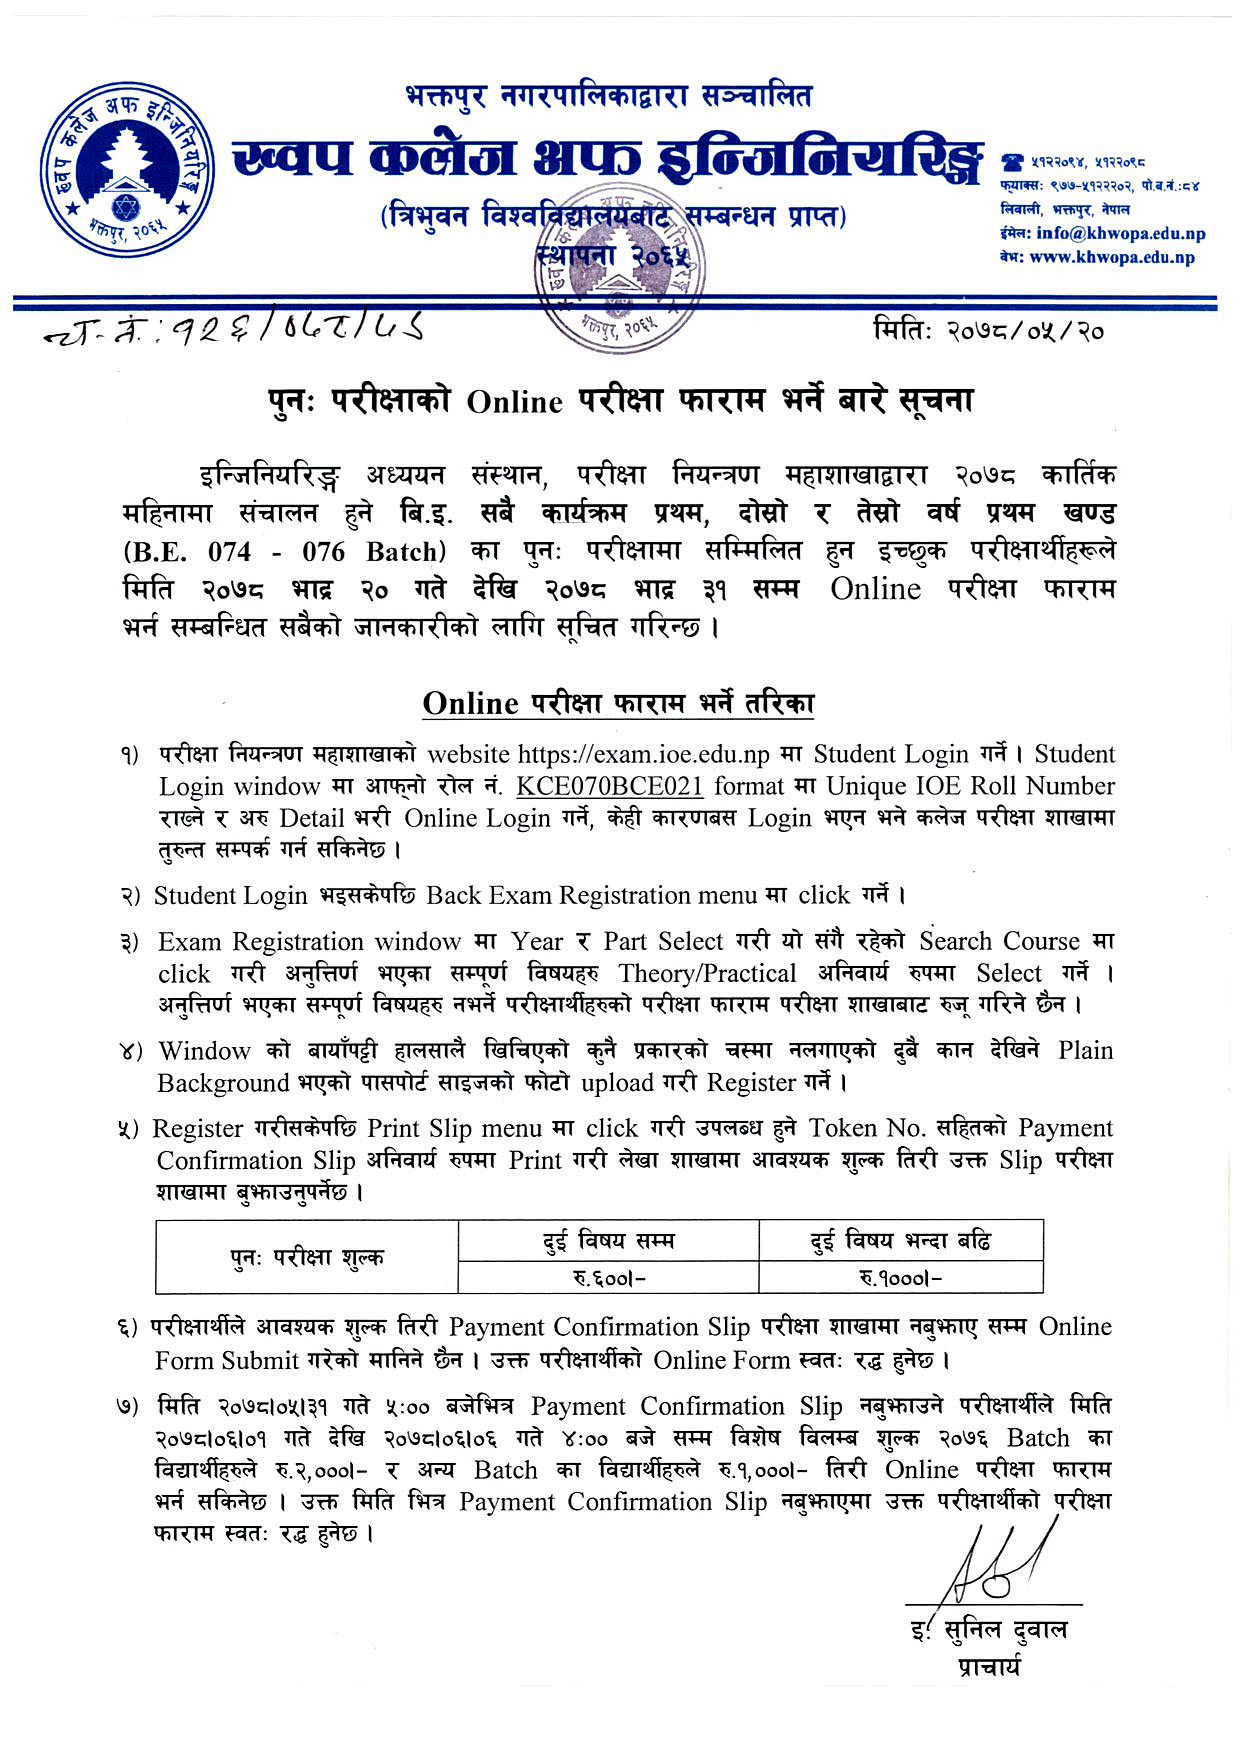 भक्तपुर नगरपालिकाद्वारा सञ्चालित
ख्वप कलेज अफ इन्जिनियरिङ्ग
ख्वप कलेज अफ इन्जिनियरिङ्ग
भक्तपुर, २०६५
☎ ५१२२०९४, ५१२२०९८
फ्याक्सः ९७७-५१२२२०२, पो.ब.नं.:८४
लिवाली, भक्तपुर, नेपाल
ईमेल: info@khwopa.edu.np
वेभ: www.khwopa.edu.np
(त्रिभुवन विश्वविद्यालयबाट सम्बन्धन प्राप्त)
स्थापना २०६५
भक्तपुर, २०६५
च.नं.: १२६/०७८/७९
मितिः २०७८/०५/२०
पुनः परीक्षाको Online परीक्षा फाराम भर्ने बारे सूचना
इन्जिनियरिङ्ग अध्ययन संस्थान, परीक्षा नियन्त्रण महाशाखाद्वारा २०७८ कार्तिक
महिनामा संचालन हुने बि.इ. सबै कार्यक्रम प्रथम, दोस्रो र तेस्रो वर्ष प्रथम खण्ड
(B.E. 074 - 076 Batch) का पुनः परीक्षामा सम्मिलित हुन इच्छुक परीक्षार्थीहरूले
मिति २०७८ भाद्र २० गते देखि २०७८ भाद्र ३१ सम्म Online परीक्षा फाराम
भर्न सम्बन्धित सबैको जानकारीको लागि सूचित गरिन्छ ।
Online परीक्षा फाराम भर्ने तरिका
१) परीक्षा नियन्त्रण महाशाखाको website https://exam.ioe.edu.np मा Student Login गर्ने । Student
Login window मा आफ्नो रोल नं. KCE070BCE021 format मा Unique IOE Roll Number
राख्ने र अरु Detail भरी Online Login गर्ने, केही कारणबस Login भएन भने कलेज परीक्षा शाखामा
तुरुन्त सम्पर्क गर्न सकिनेछ ।
२) Student Login भइसकेपछि Back Exam Registration menu मा click गर्ने ।
३) Exam Registration window मा Year र Part Select गरी यो संगै रहेको Search Course मा
click गरी अनुत्तिर्ण भएका सम्पूर्ण विषयहरु Theory/Practical अनिवार्य रुपमा Select गर्ने ।
अनुत्तिर्ण भएका सम्पूर्ण विषयहरु नभर्ने परीक्षार्थीहरुको परीक्षा फाराम परीक्षा शाखाबाट रुजू गरिने छैन ।
४) Window को बायाँपट्टी हालसालै खिचिएको कुनै प्रकारको चस्मा नलगाएको दुबै कान देखिने Plain
Background भएको पासपोर्ट साइजको फोटो upload गरी Register गर्ने ।
५) Register गरीसकेपछि Print Slip menu मा click गरी उपलब्ध हुने Token No. सहितको Payment
Confirmation Slip अनिवार्य रुपमा Print गरी लेखा शाखामा आवश्यक शुल्क तिरी उक्त Slip परीक्षा
शाखामा बुझाउनुपर्नेछ ।
पुनः परीक्षा शुल्क
दुई विषय सम्म
दुई विषय भन्दा बढि
रु.६००।-
रु.१०००।-
६) परीक्षार्थीले आवश्यक शुल्क तिरी Payment Confirmation Slip परीक्षा शाखामा नबुझाए सम्म Online
Form Submit गरेको मानिने छैन । उक्त परीक्षार्थीको Online Form स्वतः रद्ध हुनेछ ।
७) मिति २०७८।०५।३१ गते ५:०० बजेभित्र Payment Confirmation Slip नबुझाउने परीक्षार्थीले मिति
२०७८।०६।०१ गते देखि २०७८।०६।०६ गते ४:०० बजे सम्म विशेष विलम्ब शुल्क २०७६ Batch का
विद्यार्थीहरुले रु.२,०००।- र अन्य Batch का विद्यार्थीहरुले रु.१,०००।- तिरी Online परीक्षा फाराम
भर्न सकिनेछ । उक्त मिति भित्र Payment Confirmation Slip नबुझाएमा उक्त परीक्षार्थीको परीक्षा
फाराम स्वतः रद्ध हुनेछ ।
इ. सुनिल दुवाल
प्राचार्य